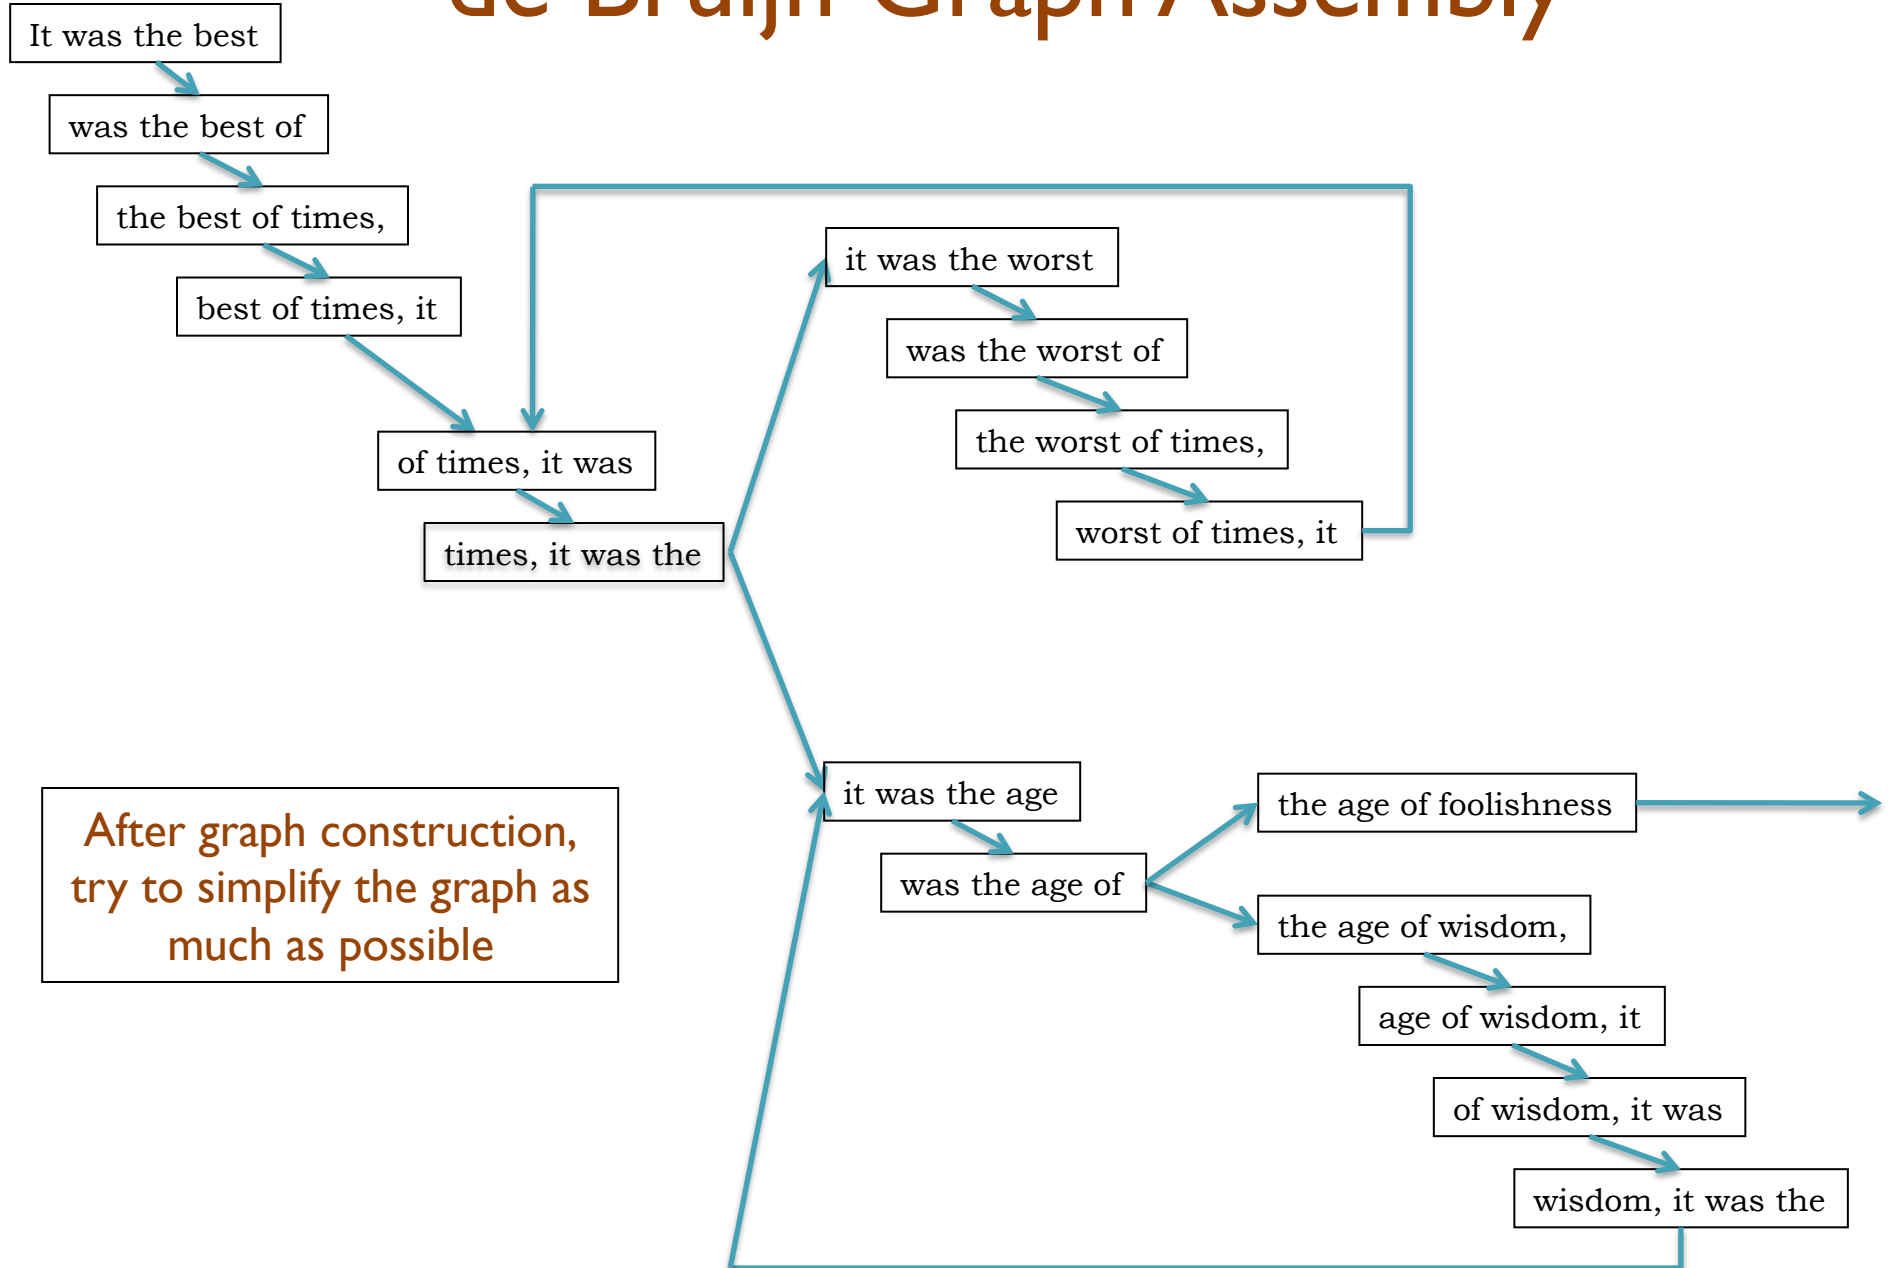 de Bruijn Graph Assembly
It was the best
was the best of
the best of times,
best of times, it
of times, it was
times, it was the
it was the worst
was the worst of
the worst of times,
worst of times, it
it was the age
was the age of
the age of foolishness
the age of wisdom,
age of wisdom, it
of wisdom, it was
wisdom, it was the
After graph construction,
try to simplify the graph as
much as possible